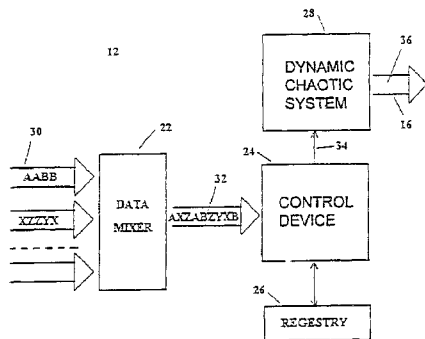 28
12
DYNAMIC
CHAOTIC
SYSTEM
36
16
30
22
34
24
AABB
32
XZZYX
DATA
MIXER
AXZABZYXB
CONTROL
DEVICE
26
REGESTRY